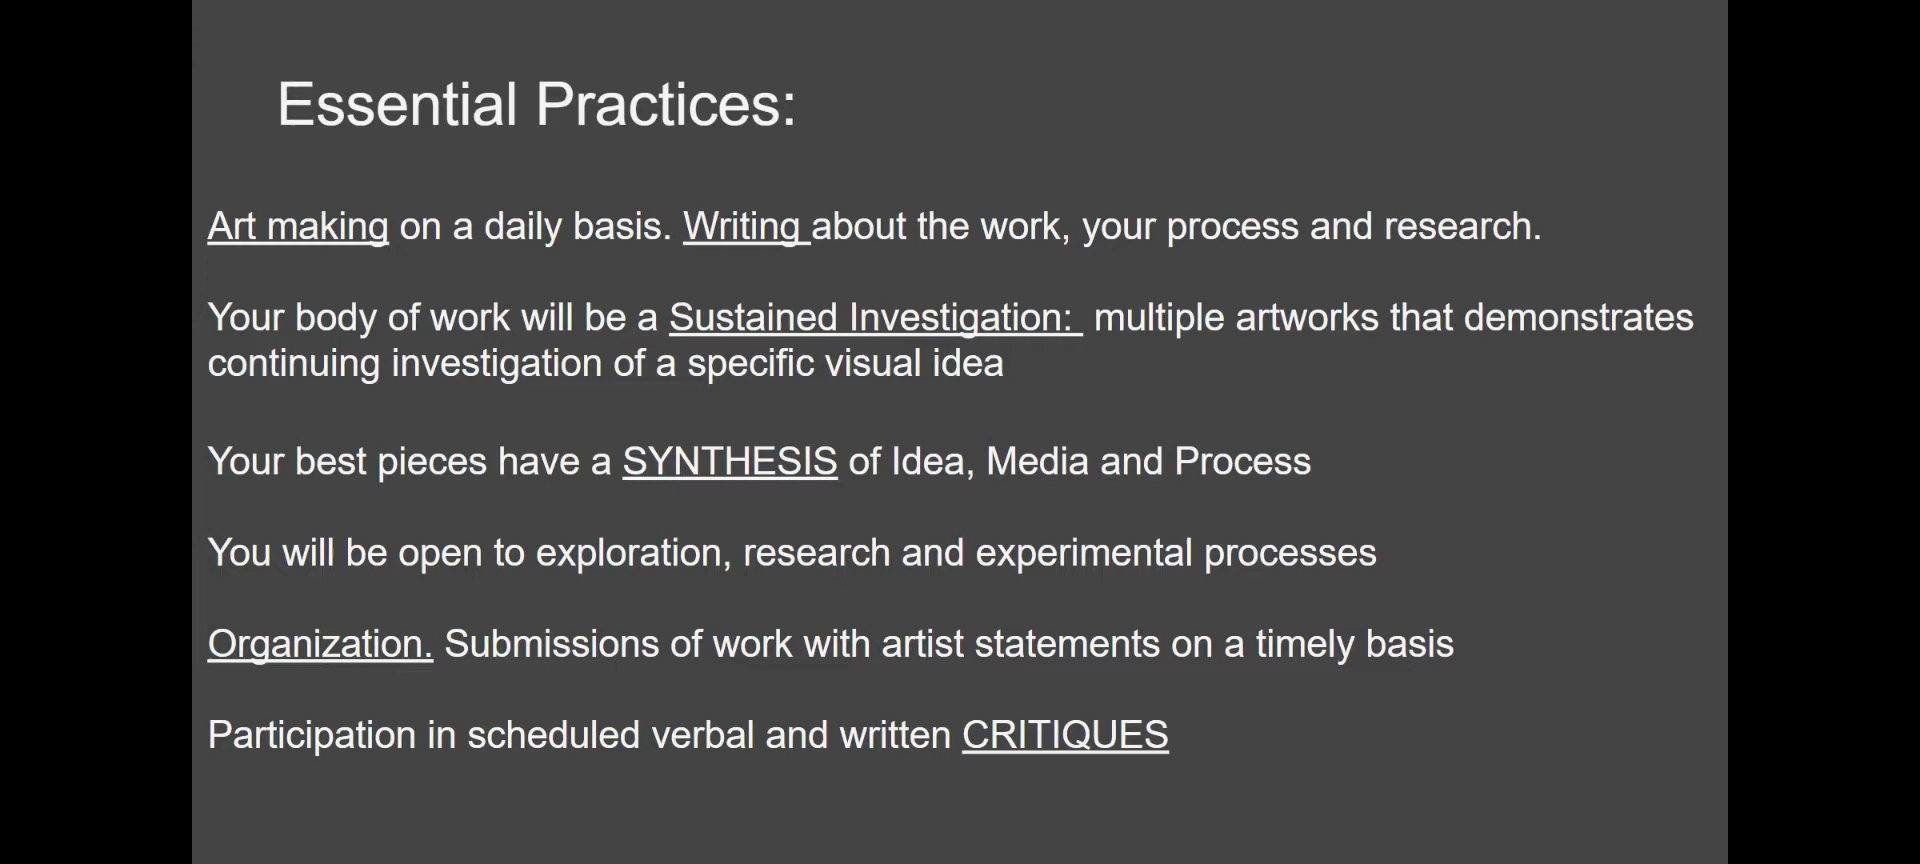 Essential Practices:
Art making on a daily basis. Writing about the work, your process and research.
Your body of work will be a Sustained Investigation:  multiple artworks that demonstrates
continuing investigation of a specific visual idea
Your best pieces have a SYNTHESIS of Idea, Media and Process
You will be open to exploration, research and experimental processes
Organization. Submissions of work with artist statements on a timely basis
Participation in scheduled verbal and written CRITIQUES